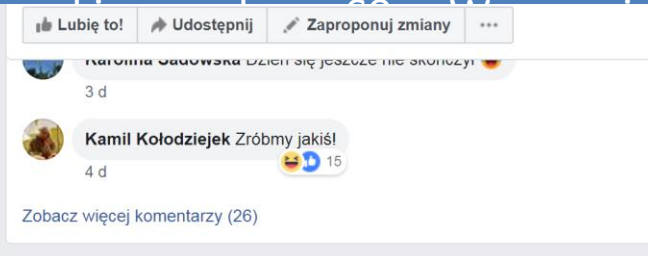 Lubię to! Udostępnij Zaproponuj zmiany ...
Karolina Sadowska Dzień się jeszcze nie skończył
3 d
Kamil Kołodziejek Zróbmy jakiś!
15
4 d
Zobacz więcej komentarzy (26)